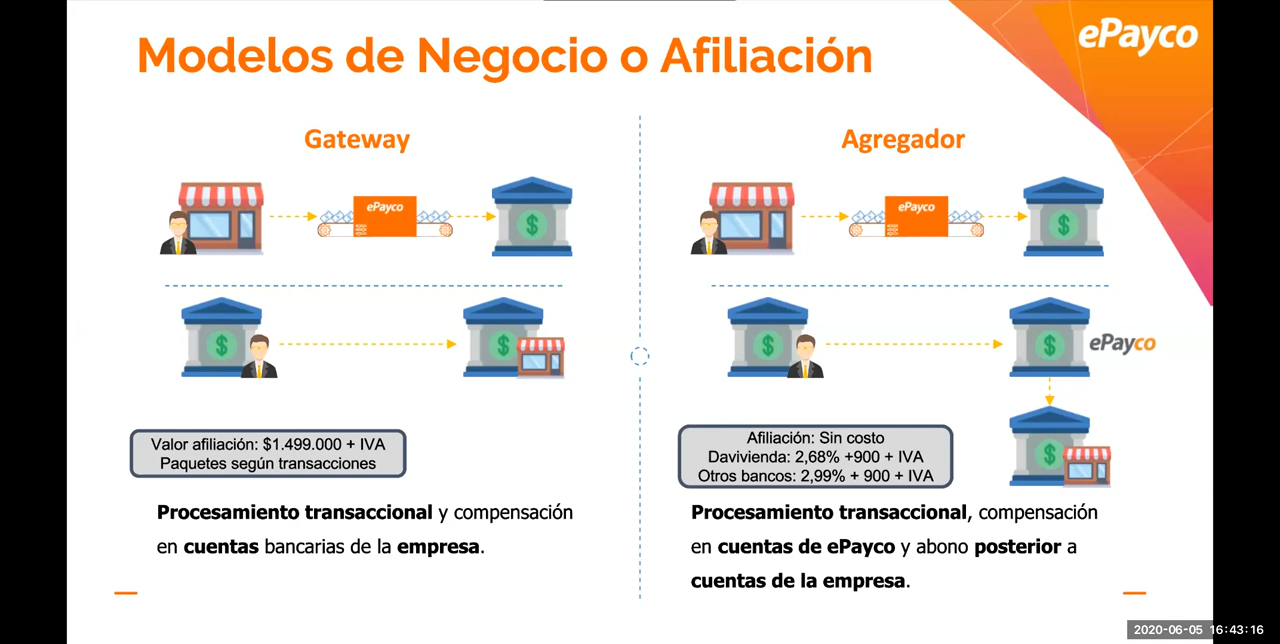 Modelos de Negocio o Afiliación
ePayco
Gateway
ePayco
Valor afiliación: $1.499.000 + IVA
Paquetes según transacciones
Procesamiento transaccional y compensación
en cuentas bancarias de la empresa.
Agregador
ePayco
ePayco
Afiliación: Sin costo
Davivienda: 2,68% +900 + IVA
Otros bancos: 2,99% + 900 + IVA
Procesamiento transaccional, compensación
en cuentas de ePayco y abono posterior a
cuentas de la empresa.
2020-06-05 16:43:16